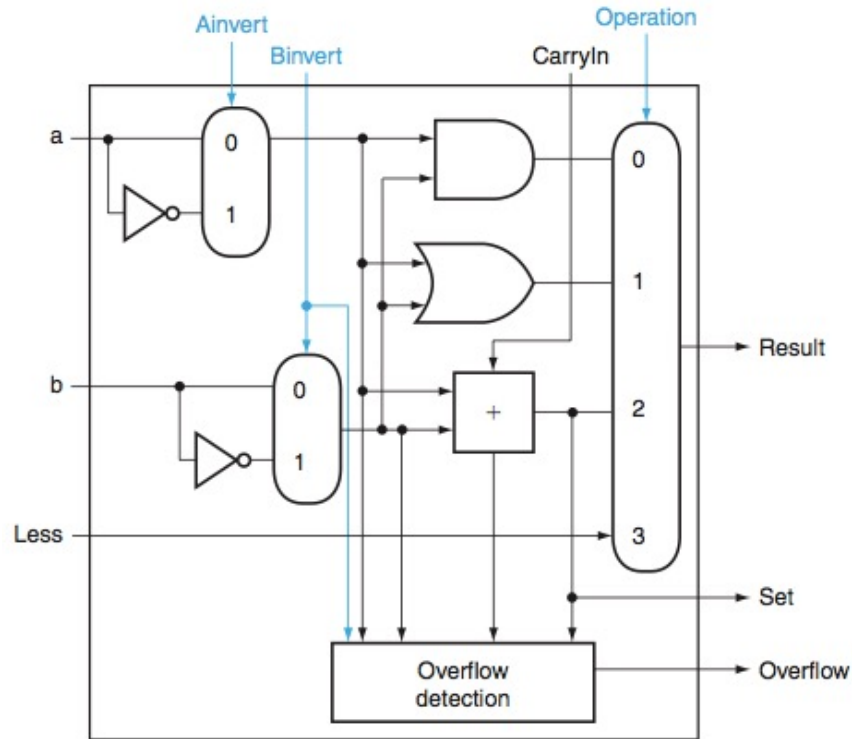 Ainvert
Operation
Binvert
CarryIn
a
0
0
1
1
Result
b
0
+
2
1
Less
3
Set
Overflow
detection
Overflow